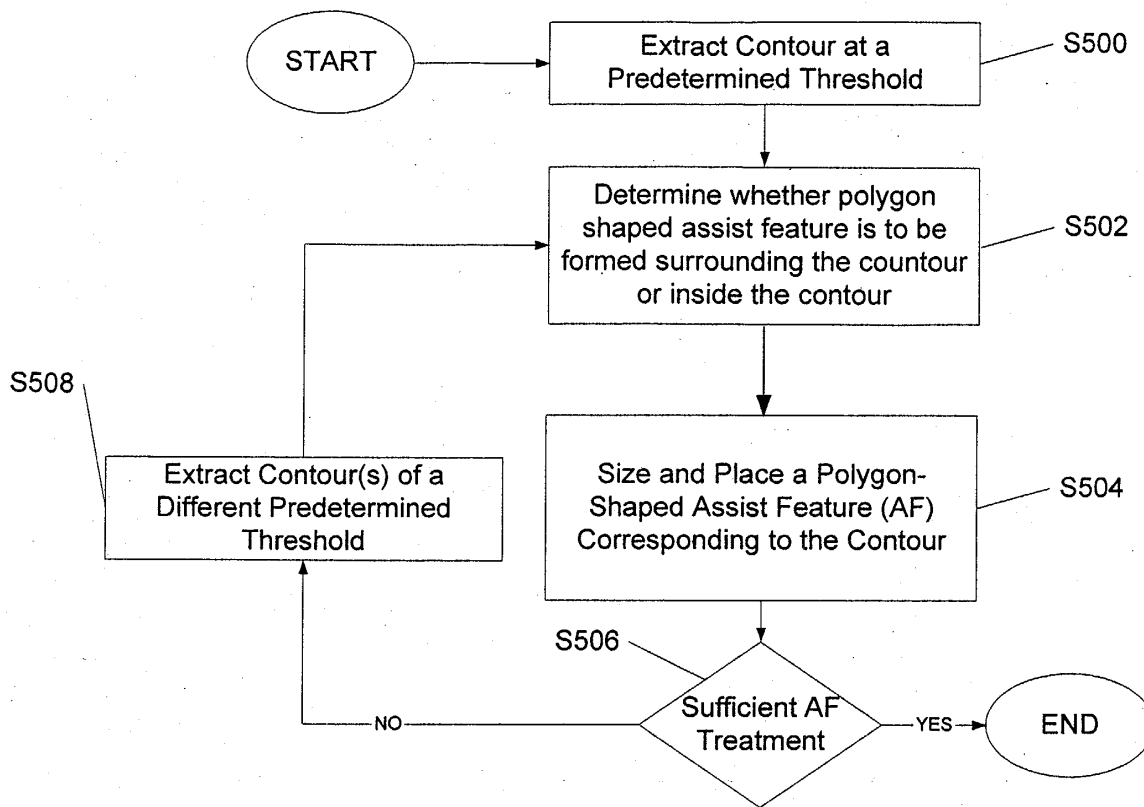 START
Extract Contour at a
Predetermined Threshold
S500
Determine whether polygon
shaped assist feature is to be
formed surrounding the countour
or inside the contour
S502
S508
Extract Contour(s) of a
Different Predetermined
Threshold
Size and Place a Polygon-
Shaped Assist Feature (AF)
Corresponding to the Contour
S504
S506
Sufficient AF
Treatment
NO
YES
END